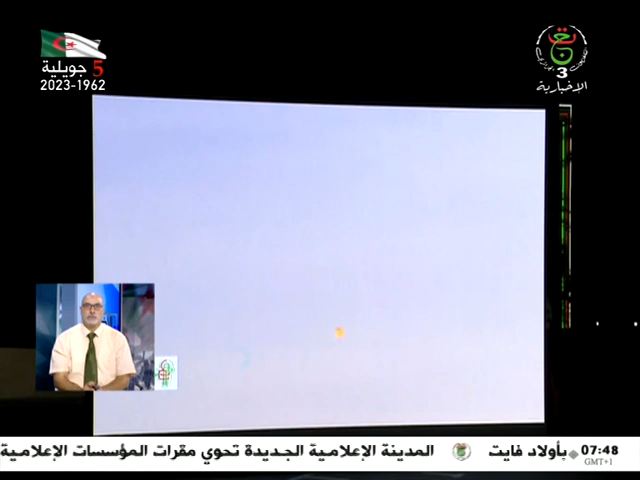 5 جويلية
2023-1962
3
الإخبارية
بأولاد فايت
المدينة الإعلامية الجديدة تحوي مقرات المؤسسات الإعلامية
07:48
GMT+1